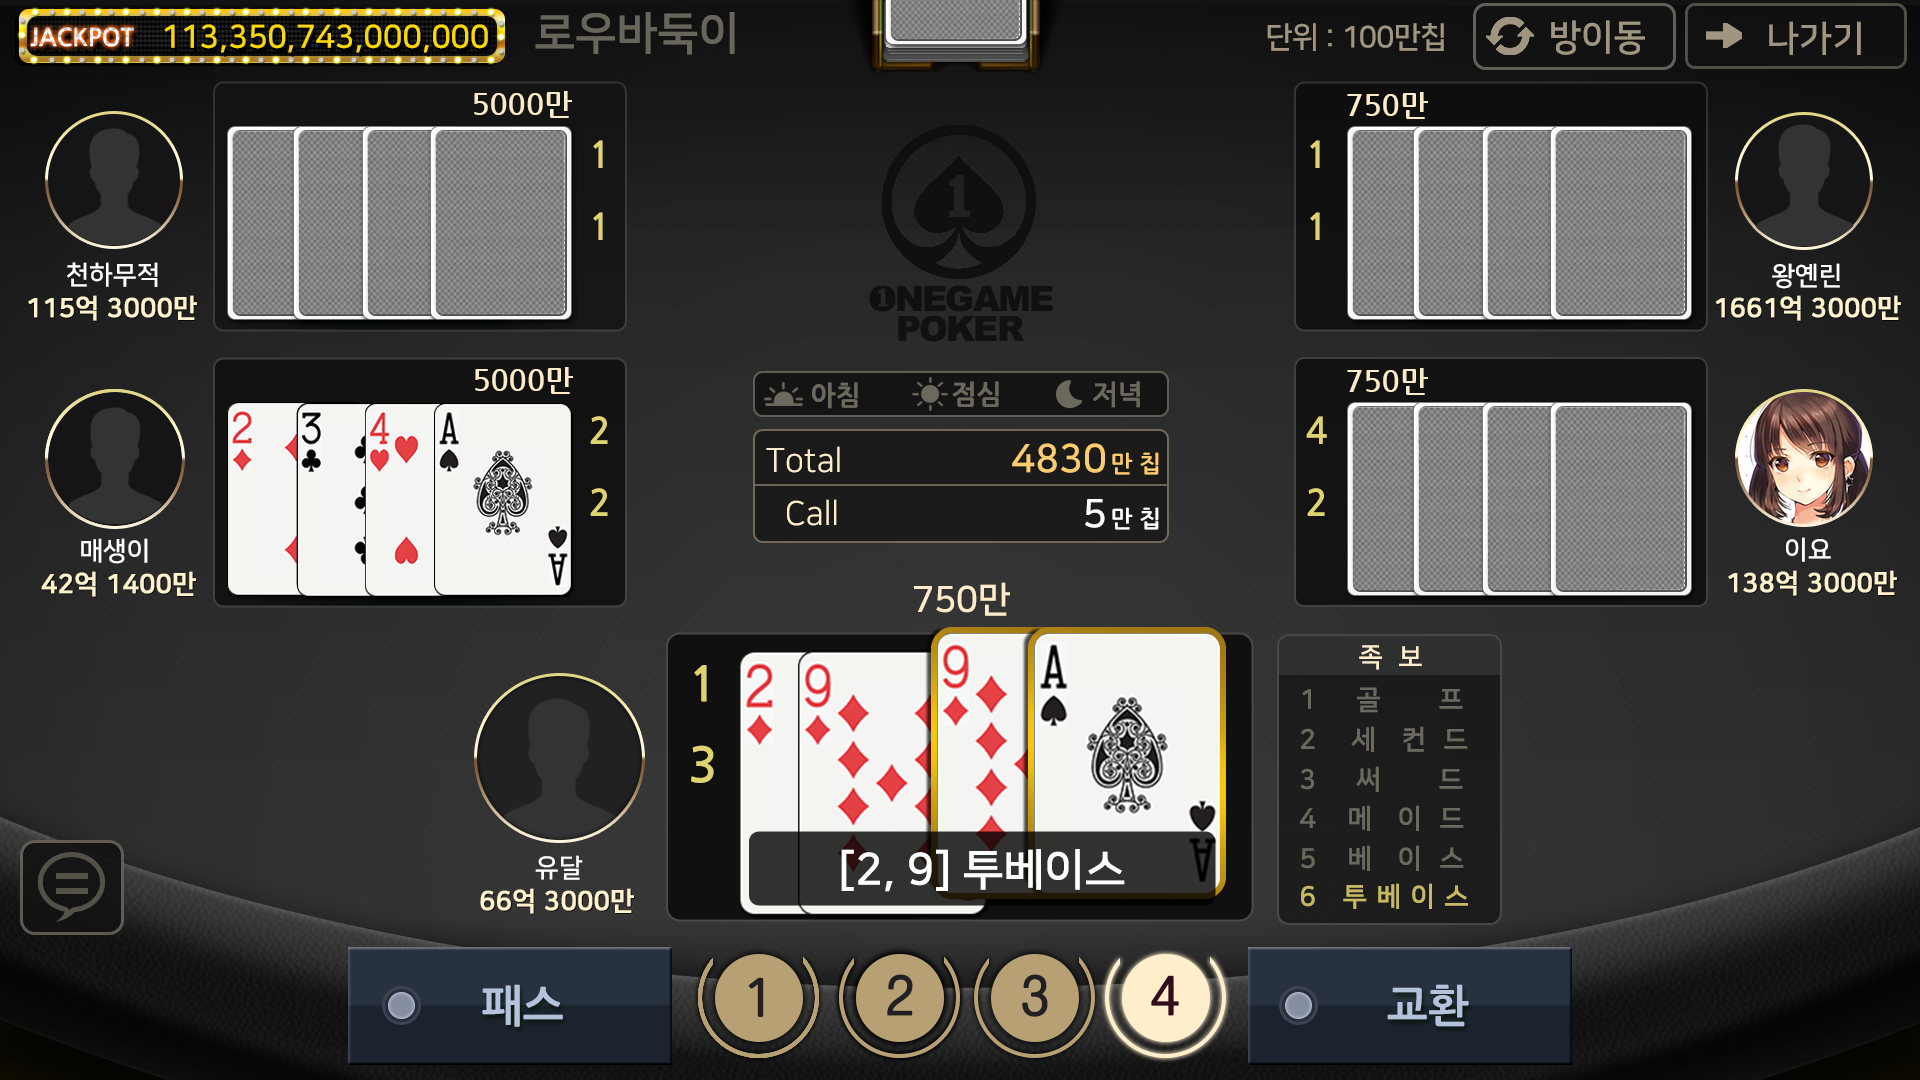 JACKPOT 113,350,743,000,000
로우바둑이
단위 : 100만칩
방이동
나가기
5000만
1
1
천하무적
115억 3000만
750만
1
1
왕옌린
1661억 3000만
1
ONEGAME
POKER
5000만
2
3
4
A
A
2
2
매생이
42억 1400만
아침 점심 저녁
Total 4830만 칩
Call 5만 칩
750만
4
2
이요
138억 3000만
750만
1
3
2
9
9
A
A
[2, 9] 투베이스
유달
66억 3000만
족 보
1 골 프
2 세 컨 드
3 써 드
4 메 이 드
5 베 이 스
6 투 베 이 스
패스
1
2
3
4
교환